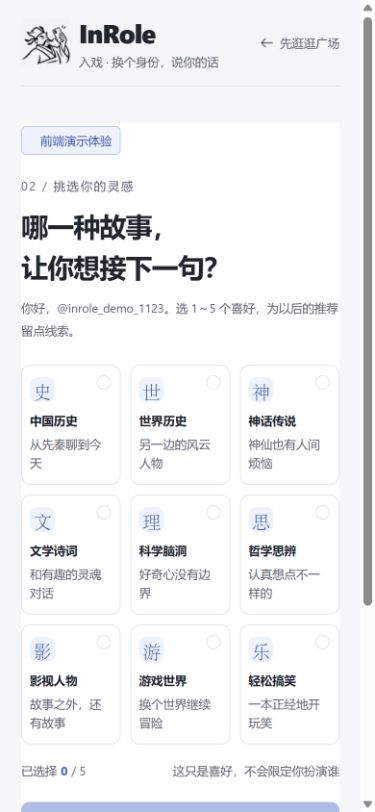 InRole
入戏 · 换个身份，说你的话
← 先逛逛广场
前端演示体验
02 / 挑选你的灵感
哪一种故事，
让你想接下一句？
你好，@inrole_demo_1123。选 1~5 个喜好，为以后的推荐
留点线索。
史
中国历史
从先秦聊到今
天
世
世界历史
另一边的风云
人物
神
神话传说
神仙也有人间
烦恼
文
文学诗词
和有趣的灵魂
对话
理
科学脑洞
好奇心没有边
界
思
哲学思辨
认真想点不一
样的
影
影视人物
故事之外，还
有故事
游
游戏世界
换个世界继续
冒险
乐
轻松搞笑
一本正经地开
玩笑
已选择 0 / 5
这只是喜好，不会限定你扮演谁